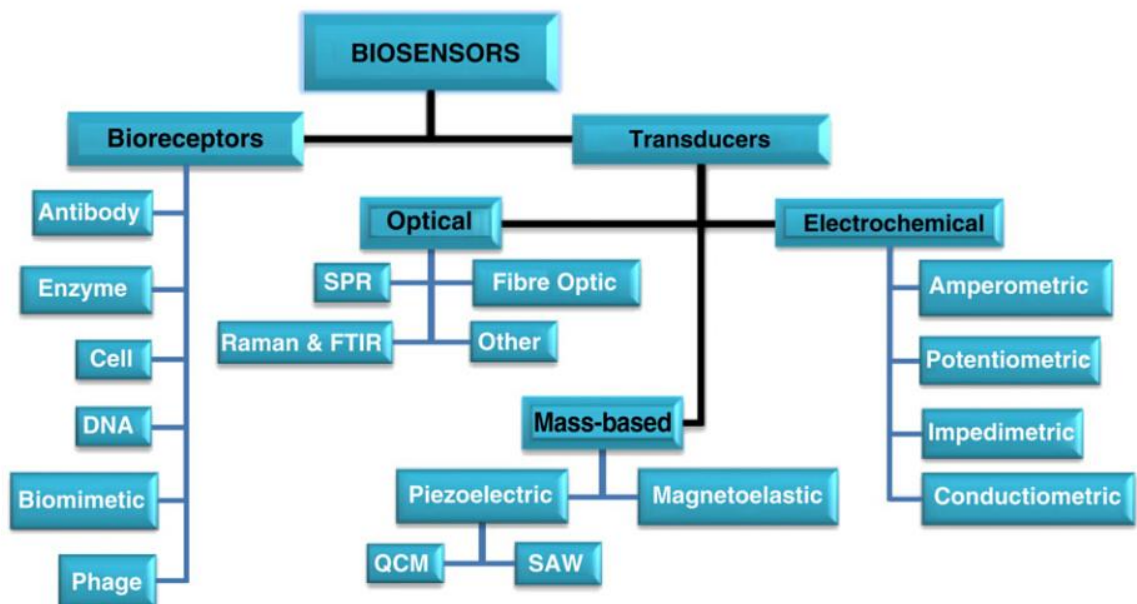 BIOSENSORS
Bioreceptors
Transducers
Antibody
Enzyme
Cell
DNA
Biomimetic
Phage
Optical
SPR
Fibre Optic
Raman & FTIR
Other
Electrochemical
Amperometric
Potentiometric
Impedimetric
Conductiometric
Mass-based
Piezoelectric
Magnetoelastic
QCM
SAW